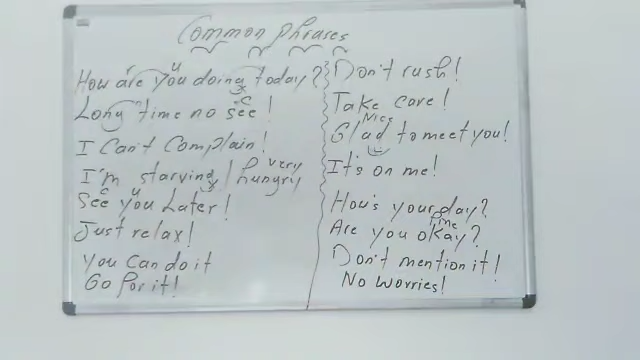 Common phrases
How are you doing today?
r u
Long time no see!
c
I Can't Complain!
I'm starving / hungry
very
See you Later!
c u
Just relax!
you Can do it
Go for it!
Don't rush!
Take care!
Nice
Glad to meet you!
It's on me!
How's your day?
fine
Are you okay?
Don't mention it!
No worries!